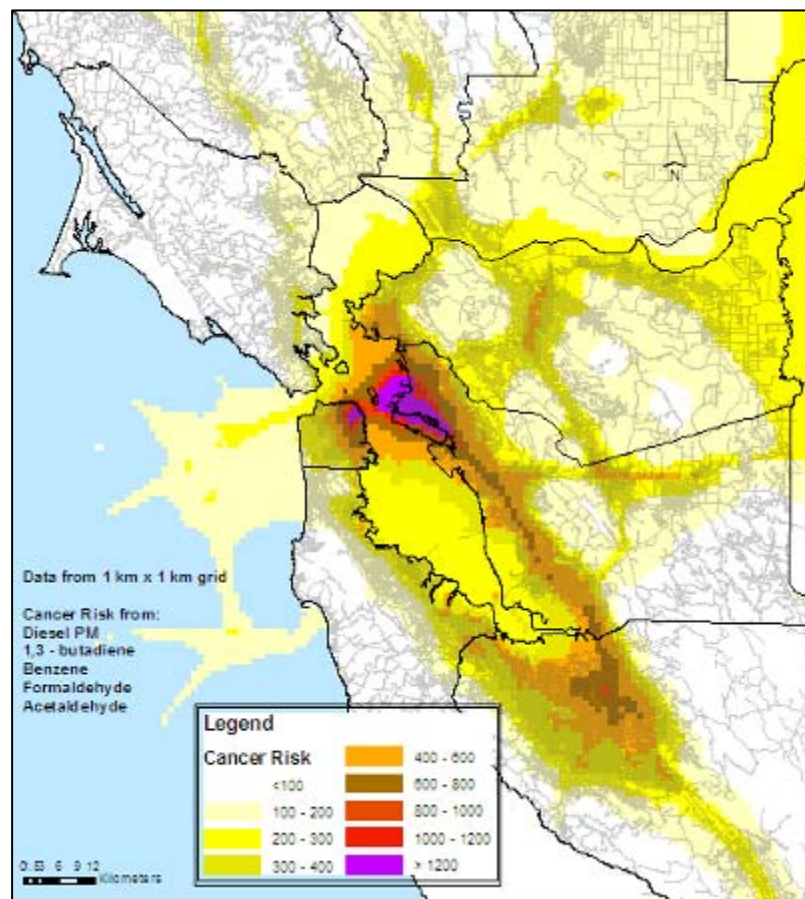 N
Data from 1 km x 1 km grid
Cancer Risk from:
Diesel PM
1,3 - butadiene
Benzene
Formaldehyde
Acetaldehyde
Legend
Cancer Risk
<100
100 - 200
200 - 300
300 - 400
400 - 600
600 - 800
800 - 1000
1000 - 1200
> 1200
Kilometers